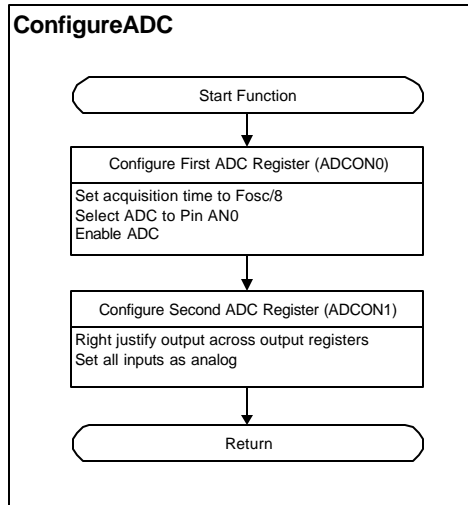 ConfigureADC
Start Function
Configure First ADC Register (ADCON0)
Set acquisition time to Fosc/8
Select ADC to Pin AN0
Enable ADC
Configure Second ADC Register (ADCON1)
Right justify output across output registers
Set all inputs as analog
Return